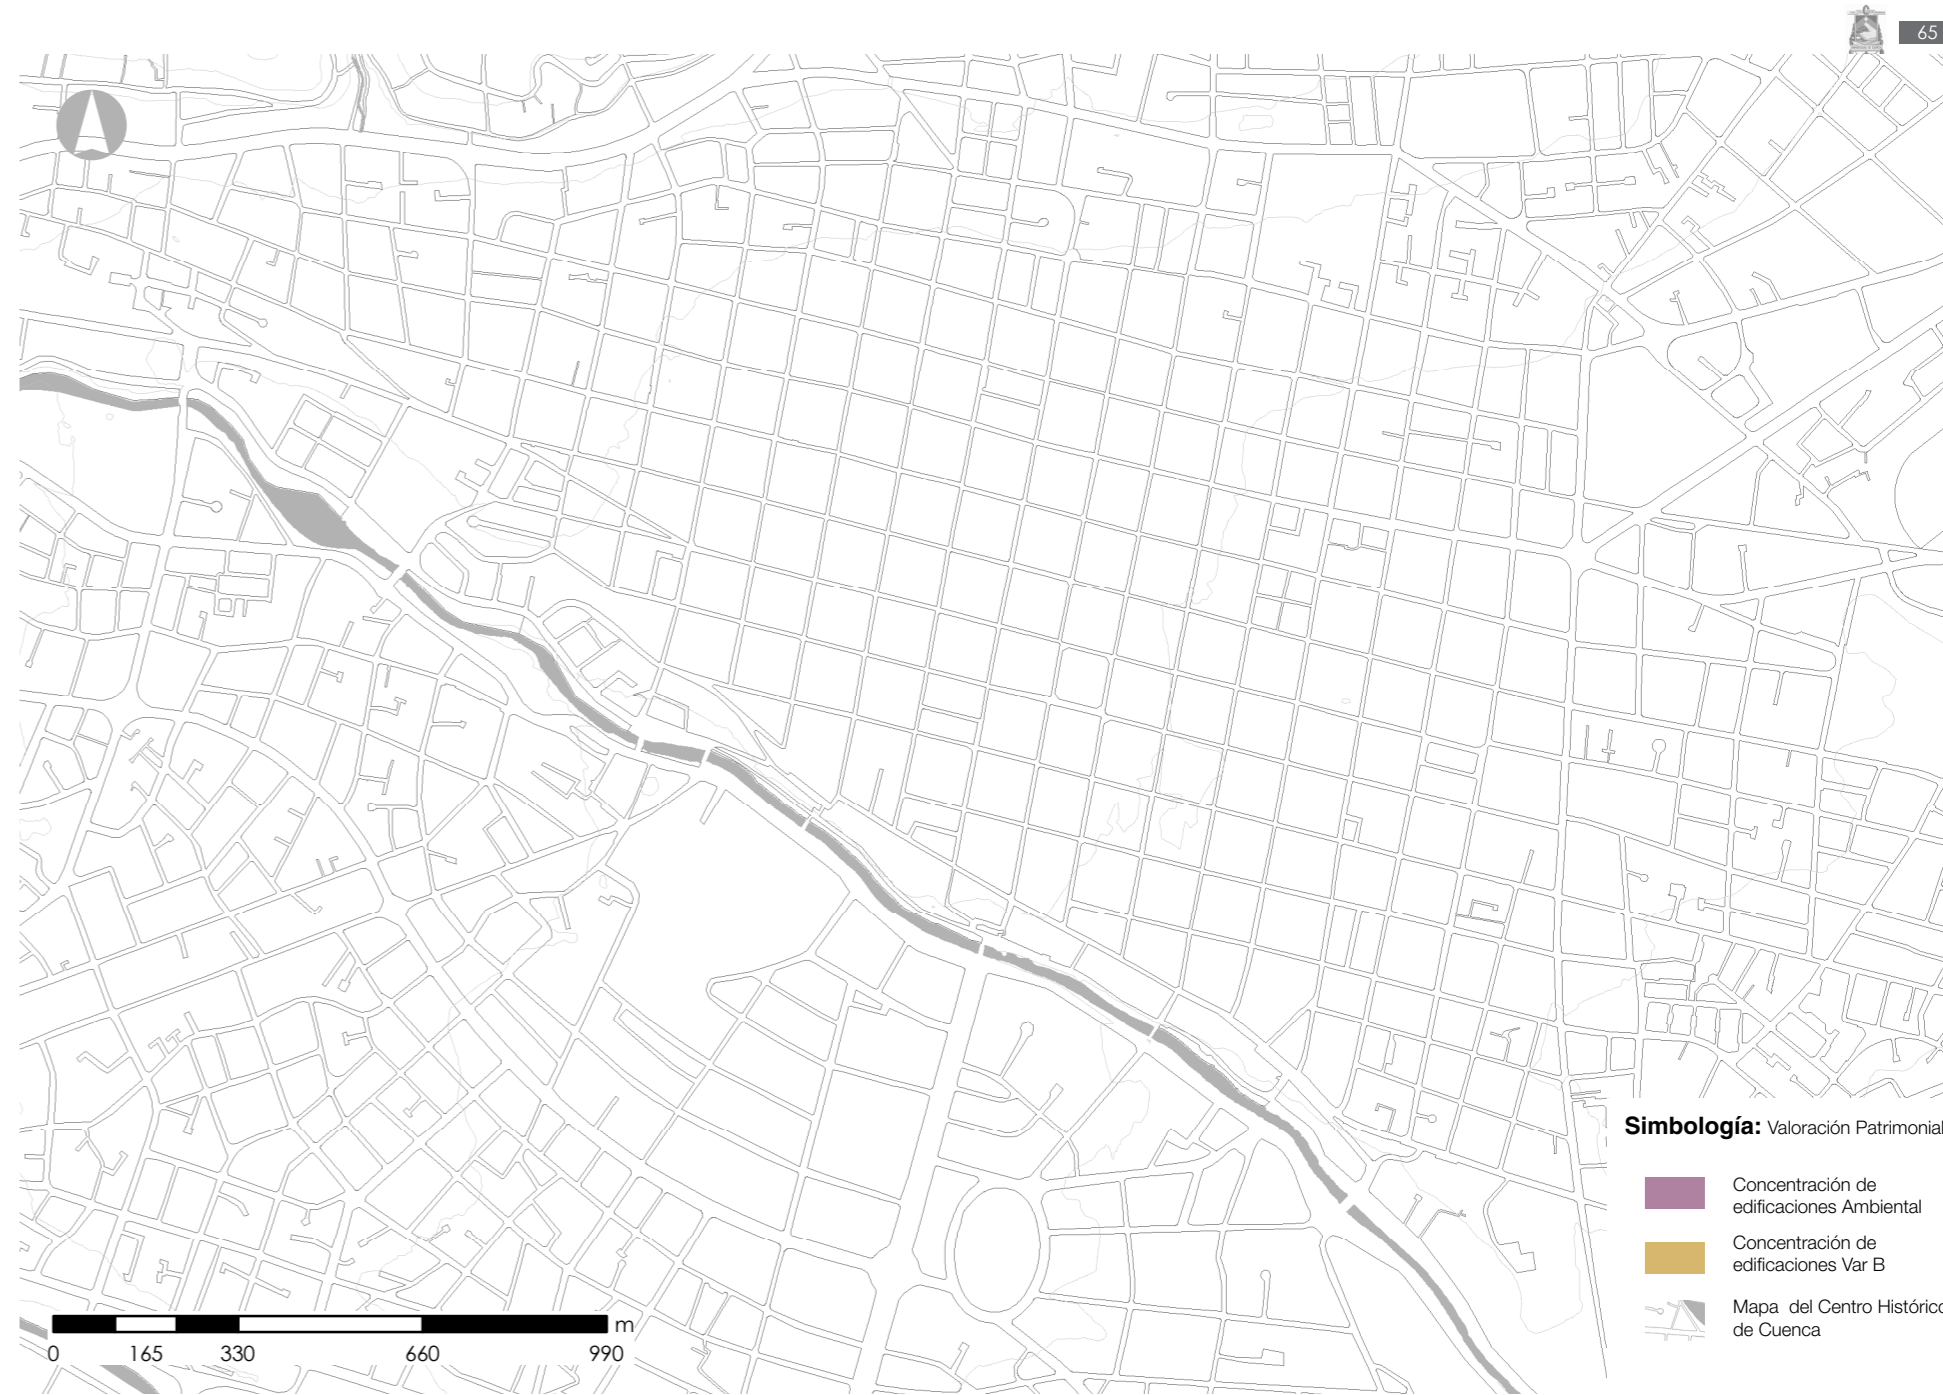 65
Simbología: Valoración Patrimonial
Concentración de
edificaciones Ambiental
Concentración de
edificaciones Var B
Mapa del Centro Histórico
de Cuenca
m
0 165 330 660 990